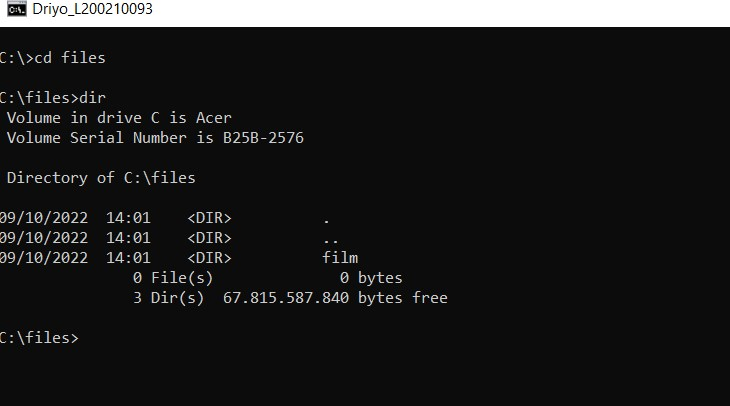 Driyo_L200210093
C:\>cd files
C:\files>dir
Volume in drive C is Acer
Volume Serial Number is B25B-2576
Directory of C:\files
09/10/2022  14:01    <DIR>          .
09/10/2022  14:01    <DIR>          ..
09/10/2022  14:01    <DIR>          film
0 File(s)              0 bytes
3 Dir(s)  67.815.587.840 bytes free
C:\files>